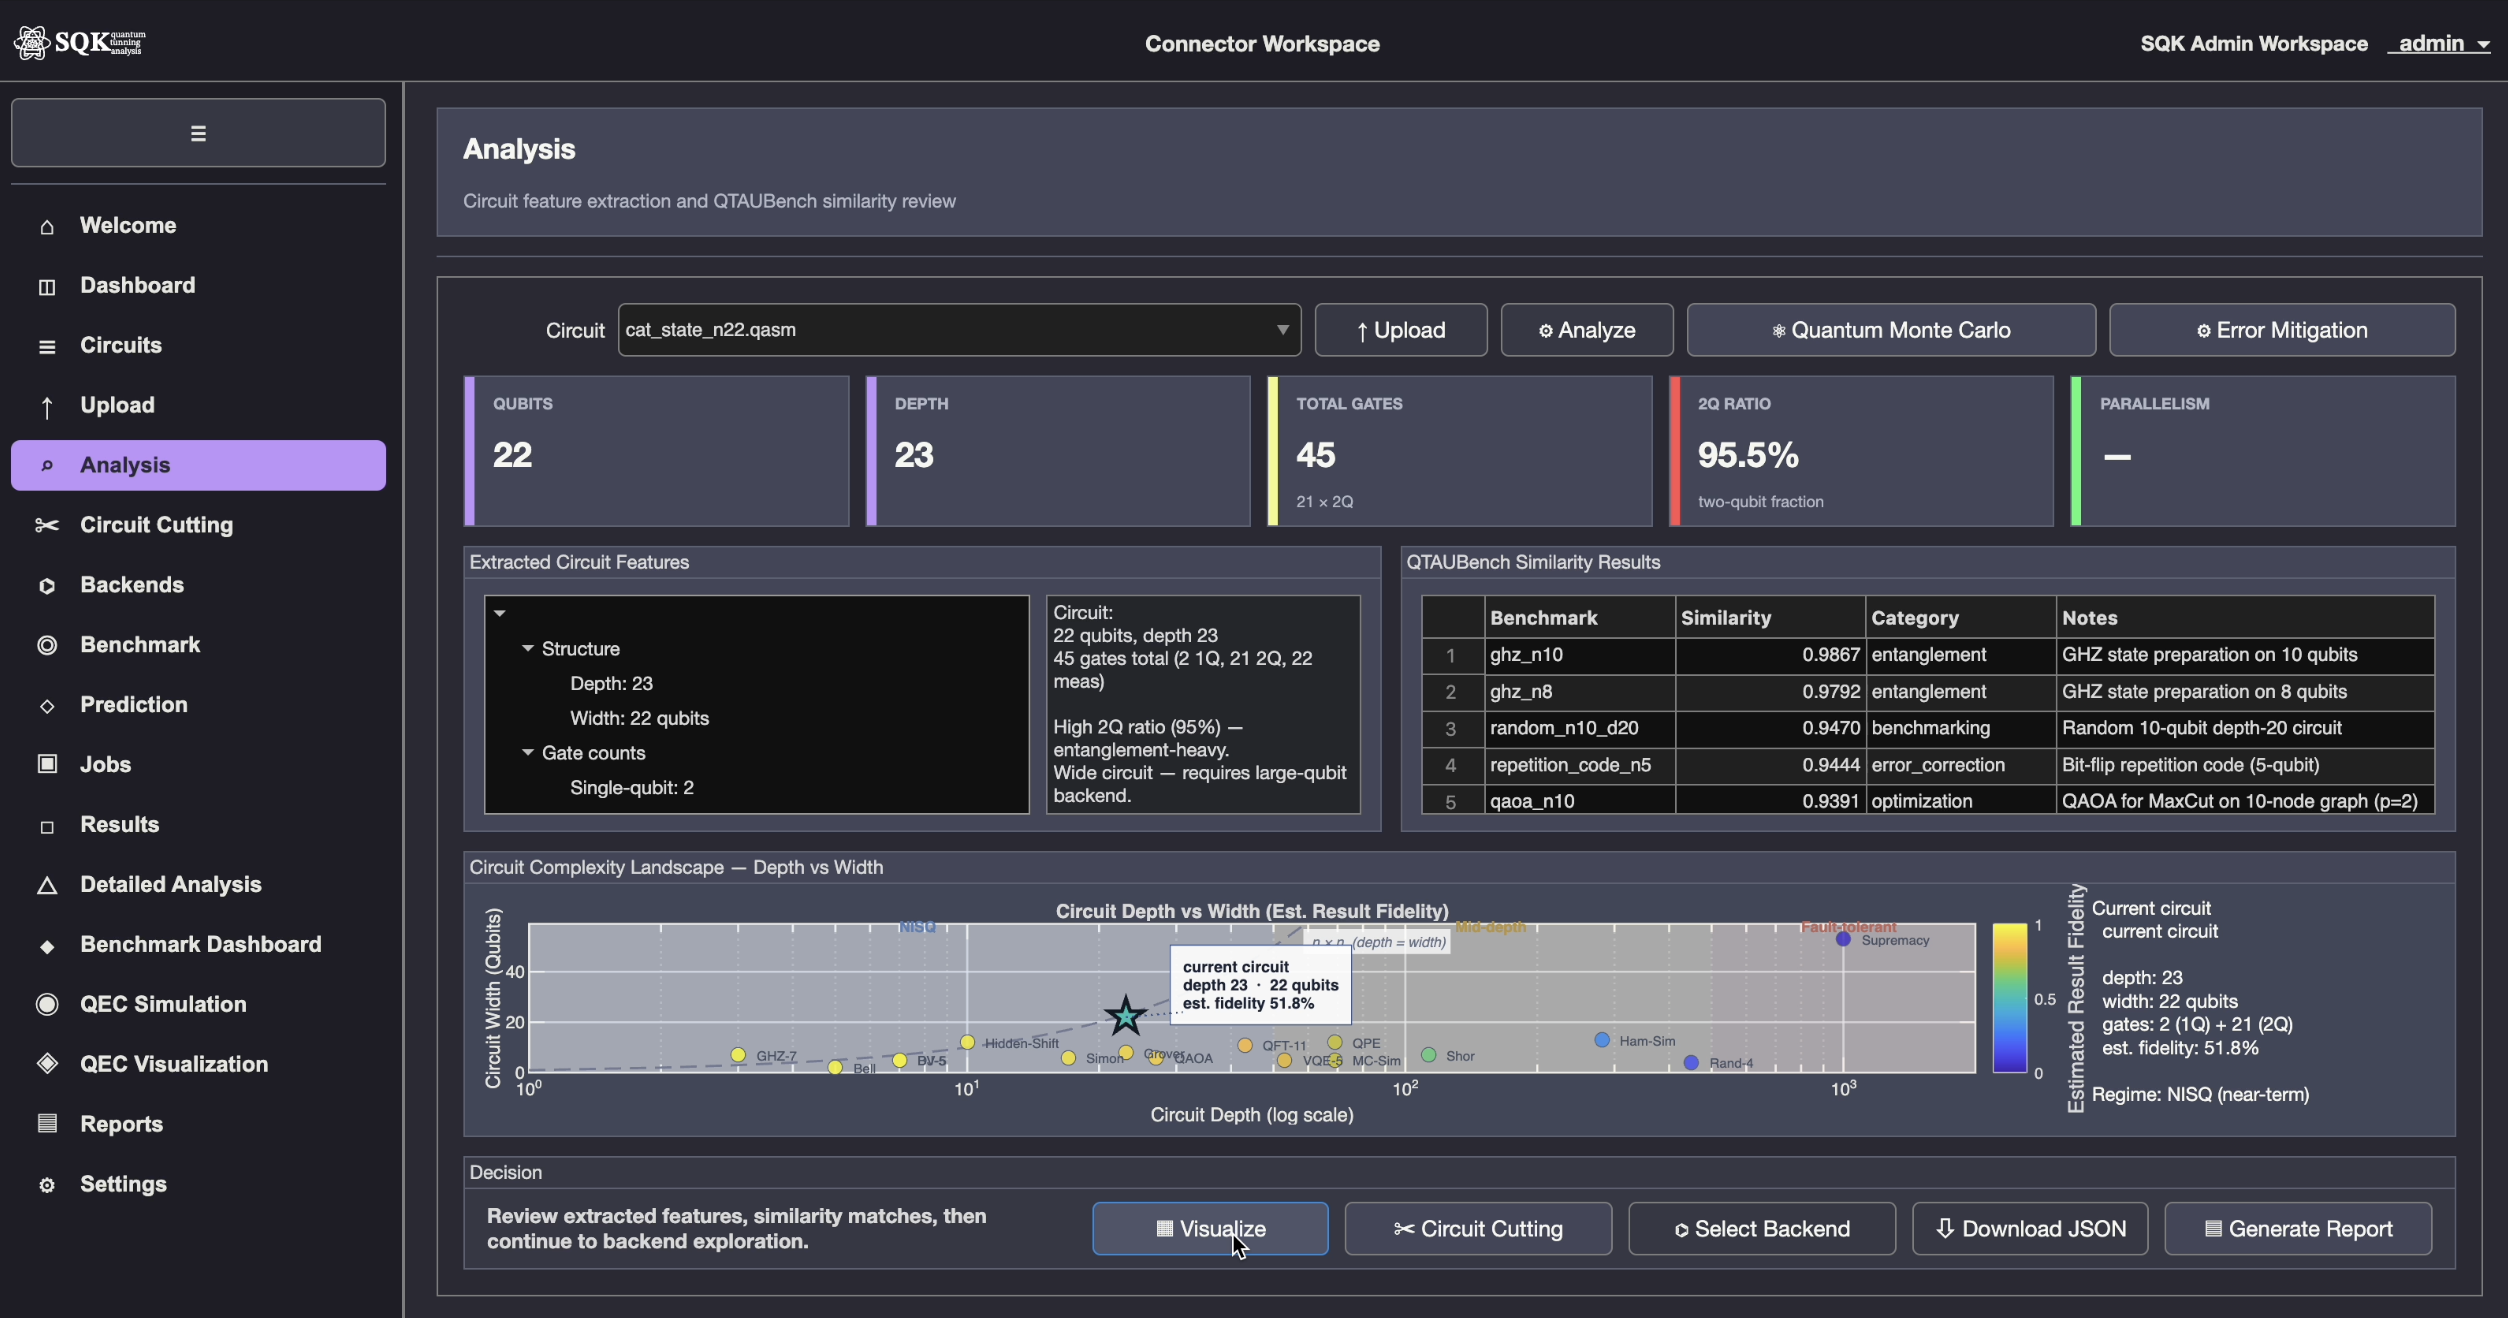 SQK quantum tunning analysis
Connector Workspace
SQK Admin Workspace
admin
Welcome
Dashboard
Circuits
Upload
Analysis
Circuit Cutting
Backends
Benchmark
Prediction
Jobs
Results
Detailed Analysis
Benchmark Dashboard
QEC Simulation
QEC Visualization
Reports
Settings
Analysis
Circuit feature extraction and QTAUBench similarity review
Circuit
cat_state_n22.qasm
↑ Upload
Analyze
Quantum Monte Carlo
Error Mitigation
QUBITS
22
DEPTH
23
TOTAL GATES
45
21 × 2Q
2Q RATIO
95.5%
two-qubit fraction
PARALLELISM
—
Extracted Circuit Features
Structure
Depth: 23
Width: 22 qubits
Gate counts
Single-qubit: 2
Circuit:
22 qubits, depth 23
45 gates total (2 1Q, 21 2Q, 22
meas)
High 2Q ratio (95%) —
entanglement-heavy.
Wide circuit — requires large-qubit
backend.
QTAUBench Similarity Results
Benchmark Similarity Category Notes
1 ghz_n10 0.9867 entanglement GHZ state preparation on 10 qubits
2 ghz_n8 0.9792 entanglement GHZ state preparation on 8 qubits
3 random_n10_d20 0.9470 benchmarking Random 10-qubit depth-20 circuit
4 repetition_code_n5 0.9444 error_correction Bit-flip repetition code (5-qubit)
5 qaoa_n10 0.9391 optimization QAOA for MaxCut on 10-node graph (p=2)
Circuit Complexity Landscape — Depth vs Width
Circuit Depth vs Width (Est. Result Fidelity)
NISQ
Mid-depth
Fault-tolerant
n × n (depth = width)
current circuit
depth 23 · 22 qubits
est. fidelity 51.8%
Supremacy
GHZ-7
Bell
BV-5
Hidden-Shift
Simon
Grover
QAOA
QFT-11
VQE-5
QPE
MC-Sim
Shor
Ham-Sim
Rand-4
Circuit Width (Qubits)
40
20
0
10⁰
10¹
10²
10³
Circuit Depth (log scale)
1
0.5
0
Estimated Result Fidelity
Current circuit
current circuit
depth: 23
width: 22 qubits
gates: 2 (1Q) + 21 (2Q)
est. fidelity: 51.8%
Regime: NISQ (near-term)
Decision
Review extracted features, similarity matches, then
continue to backend exploration.
Visualize
Circuit Cutting
Select Backend
Download JSON
Generate Report